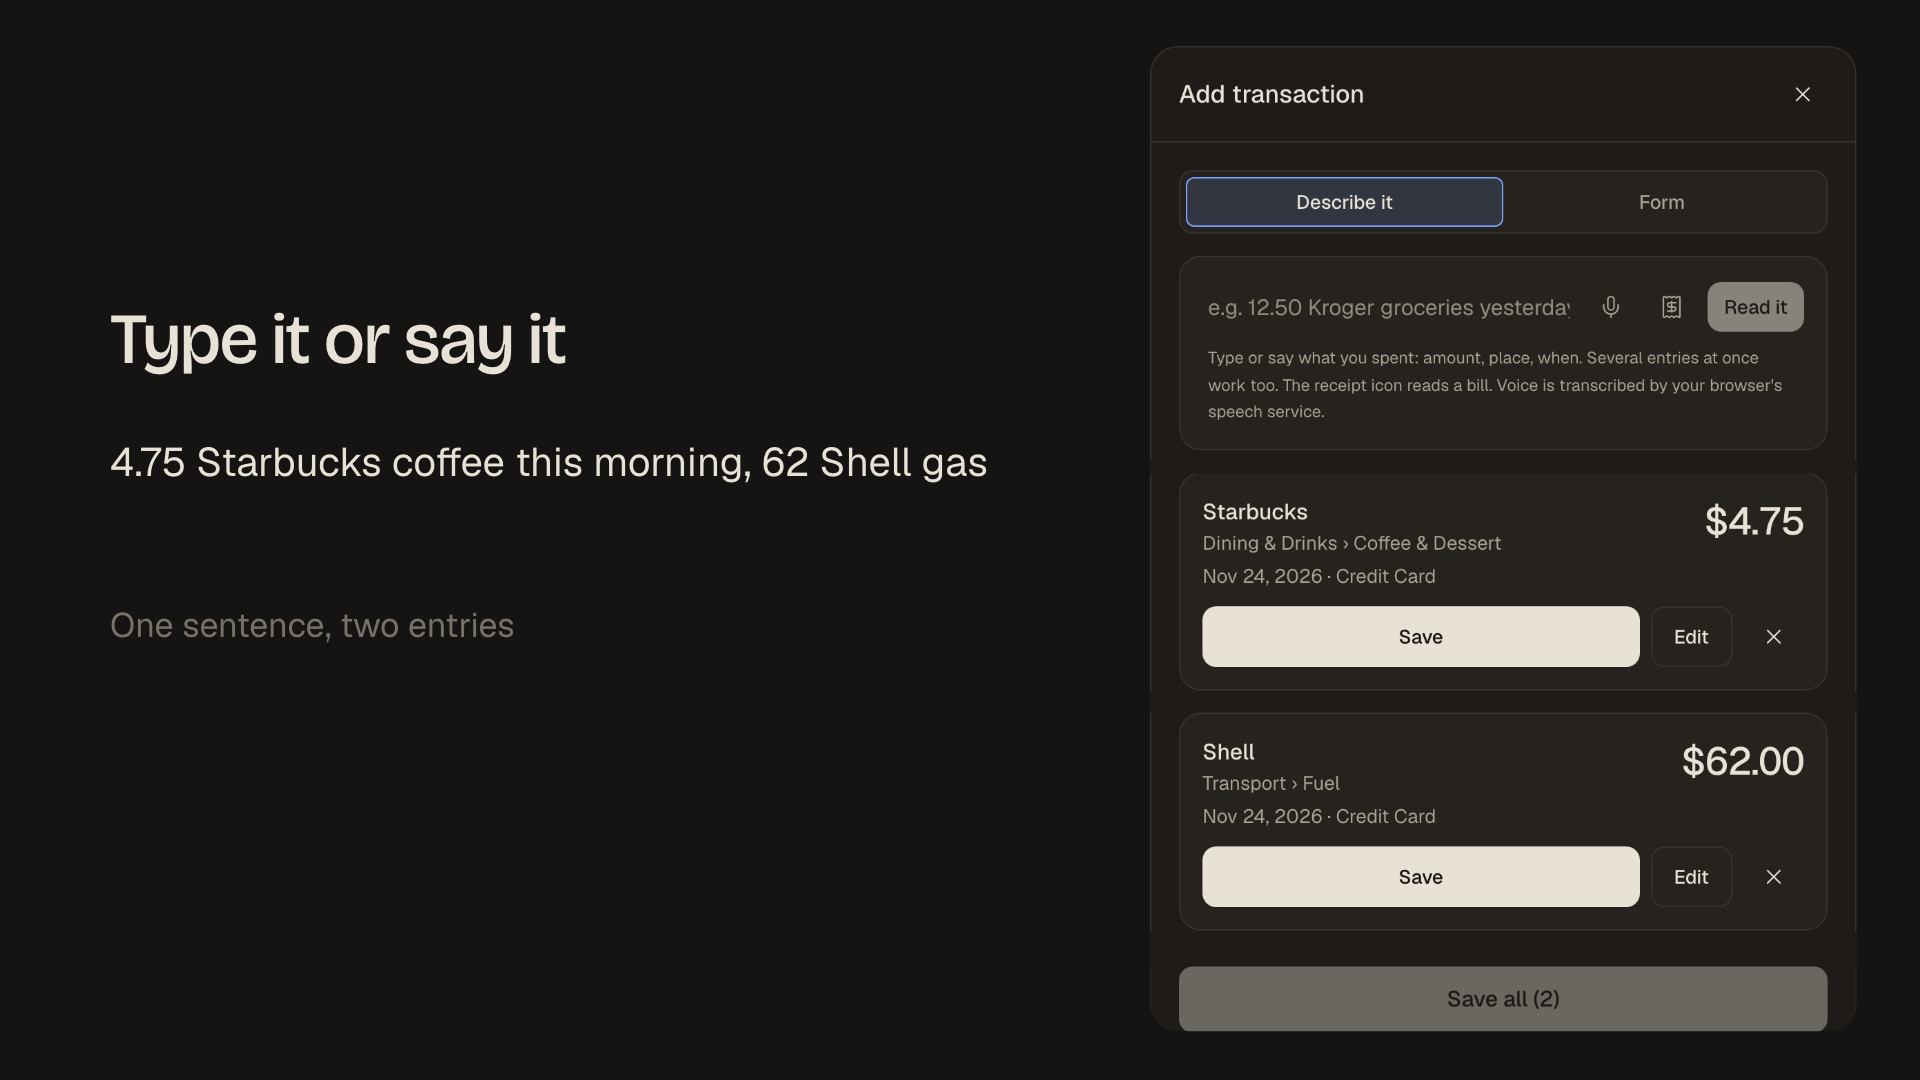 Type it or say it
4.75 Starbucks coffee this morning, 62 Shell gas
One sentence, two entries
Add transaction
Describe it
Form
e.g. 12.50 Kroger groceries yesterday
Read it
Type or say what you spent: amount, place, when. Several entries at once
work too. The receipt icon reads a bill. Voice is transcribed by your browser's
speech service.
Starbucks
$4.75
Dining & Drinks › Coffee & Dessert
Nov 24, 2026 · Credit Card
Save
Edit
Shell
$62.00
Transport › Fuel
Nov 24, 2026 · Credit Card
Save
Edit
Save all (2)